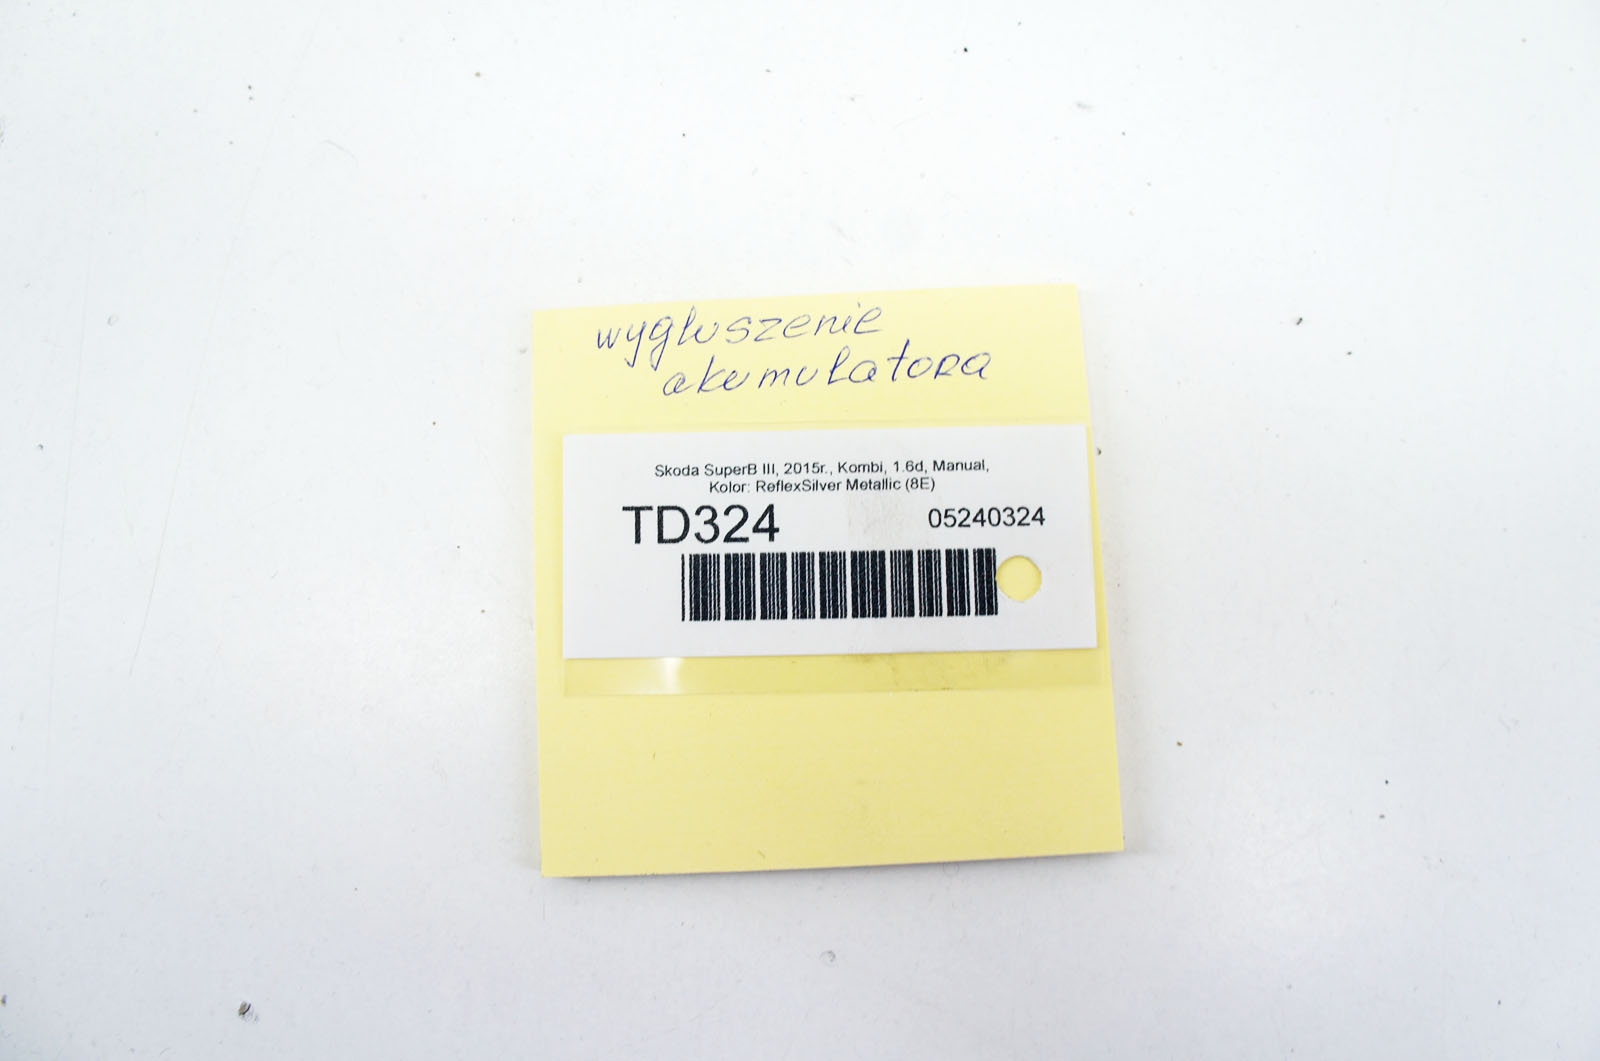 wygłuszenie
akumulatora
Skoda SuperB III, 2015r., Kombi, 1.6d, Manual,
Kolor: ReflexSilver Metallic (8E)
TD324 05240324